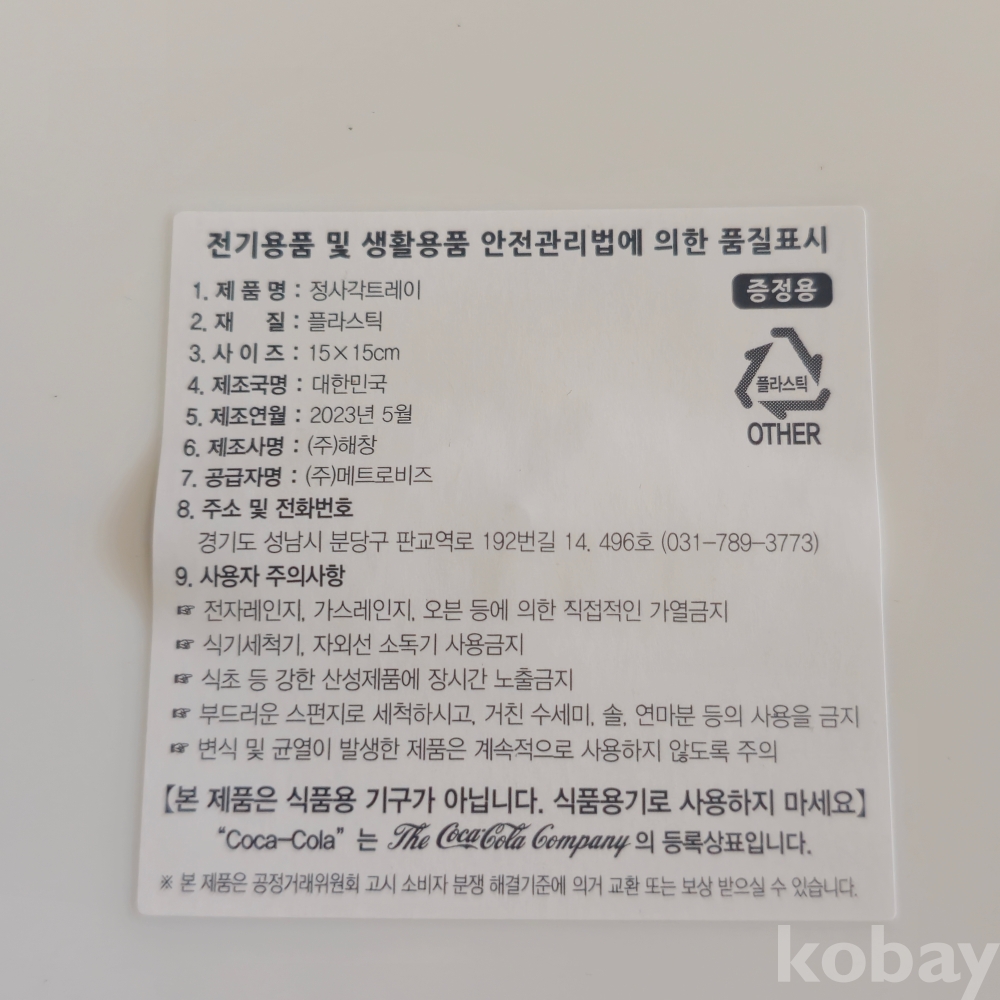 전기용품 및 생활용품 안전관리법에 의한 품질표시
1. 제 품 명 : 정사각트레이
증정용
2. 재 질 : 플라스틱
3. 사 이 즈 : 15×15cm
4. 제조국명 : 대한민국
플라스틱
5. 제조연월 : 2023년 5월
OTHER
6. 제조사명 : (주)해창
7. 공급자명 : (주)메트로비즈
8. 주소 및 전화번호
경기도 성남시 분당구 판교역로 192번길 14. 496호 (031-789-3773)
9. 사용자 주의사항
☞ 전자레인지, 가스레인지, 오븐 등에 의한 직접적인 가열금지
☞ 식기세척기, 자외선 소독기 사용금지
☞ 식초 등 강한 산성제품에 장시간 노출금지
☞ 부드러운 스펀지로 세척하시고, 거친 수세미, 솔, 연마분 등의 사용을 금지
☞ 변식 및 균열이 발생한 제품은 계속적으로 사용하지 않도록 주의
【본 제품은 식품용 기구가 아닙니다. 식품용기로 사용하지 마세요】
“Coca-Cola” 는 The Coca-Cola Company 의 등록상표입니다.
※ 본 제품은 공정거래위원회 고시 소비자 분쟁 해결기준에 의거 교환 또는 보상 받으실 수 있습니다.
kobay